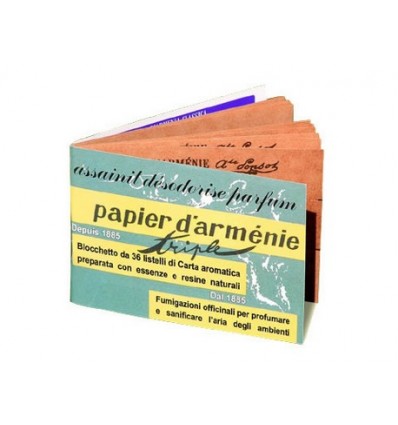 ARMÉNIE
assainit désodorise parfum
papier d'arménie
triple
Depuis 1885
Blocchetto da 36 listelli di Carta aromatica
preparata con essenze e resine naturali
Dal 1885
Fumigazioni officinali per profumare
e sanificare l'aria degli ambienti